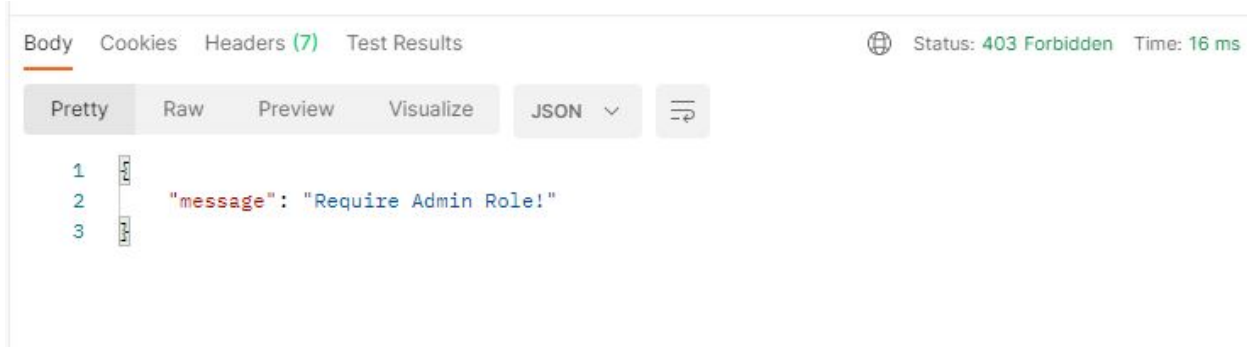 Body Cookies Headers (7) Test Results Status: 403 Forbidden Time: 16 ms
Pretty Raw Preview Visualize JSON
1 {
2 "message": "Require Admin Role!"
3 }